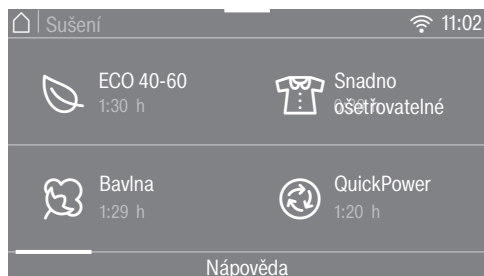 Sušení 11:02
ECO 40-60
1:30 h
Snadno
ošetřovatelné
Bavlna
1:29 h
QuickPower
1:20 h
Nápověda